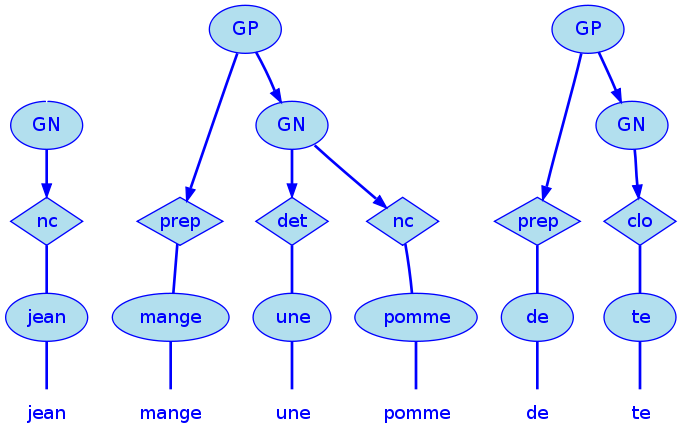 GP GP
GN GN GN
nc prep det nc prep clo
jean mange une pomme de te
jean mange une pomme de te